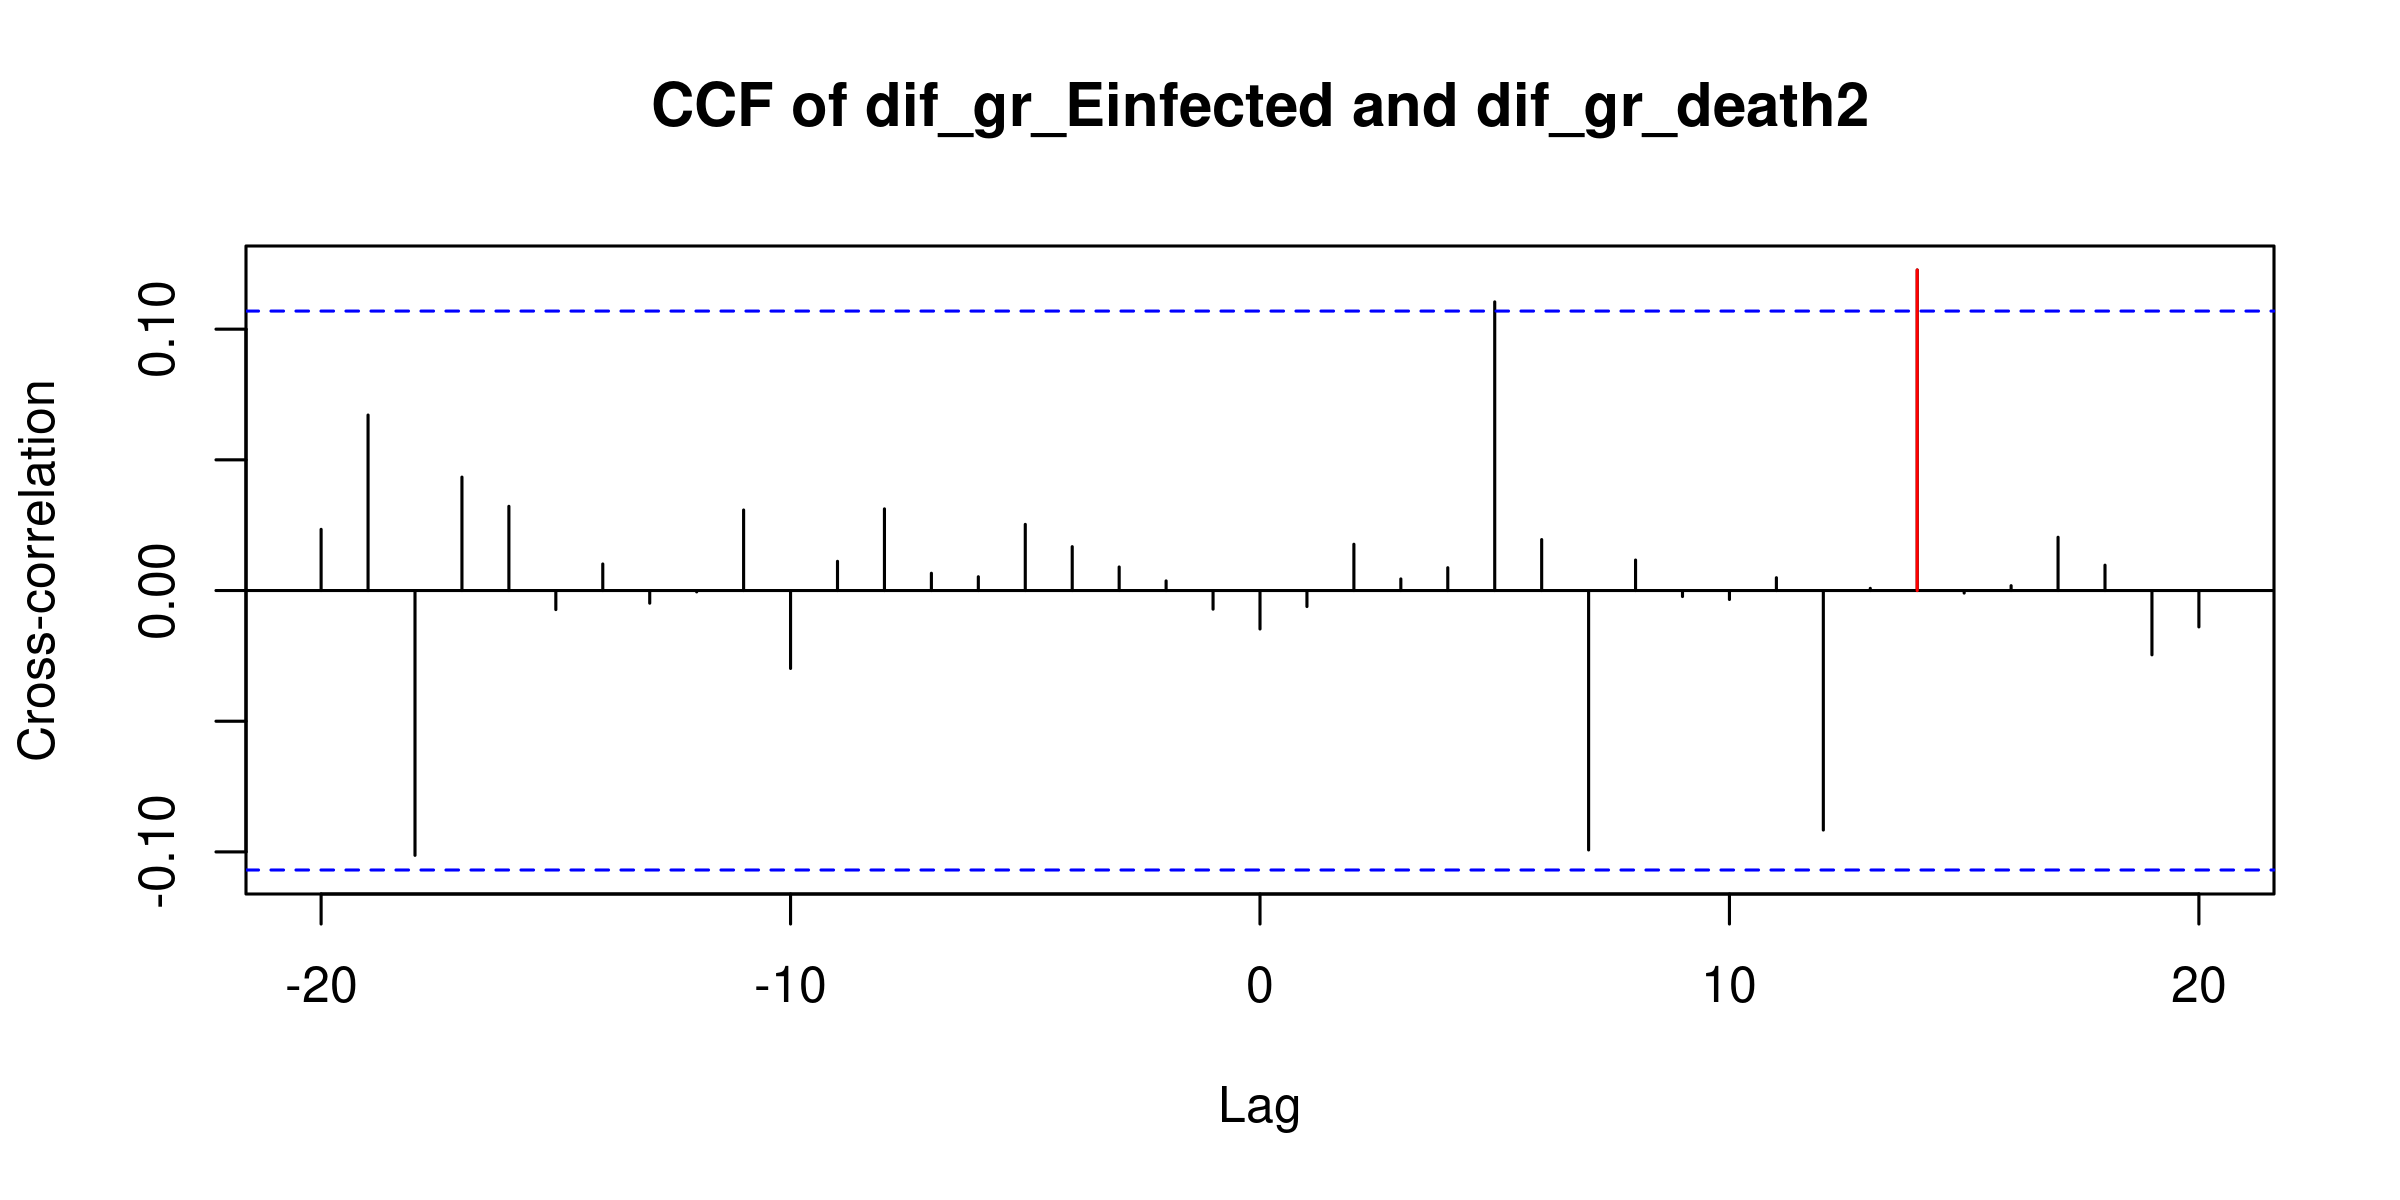 CCF of dif_gr_Einfected and dif_gr_death2
Cross-correlation
0.10
0.00
-0.10
-20 -10 0 10 20
Lag